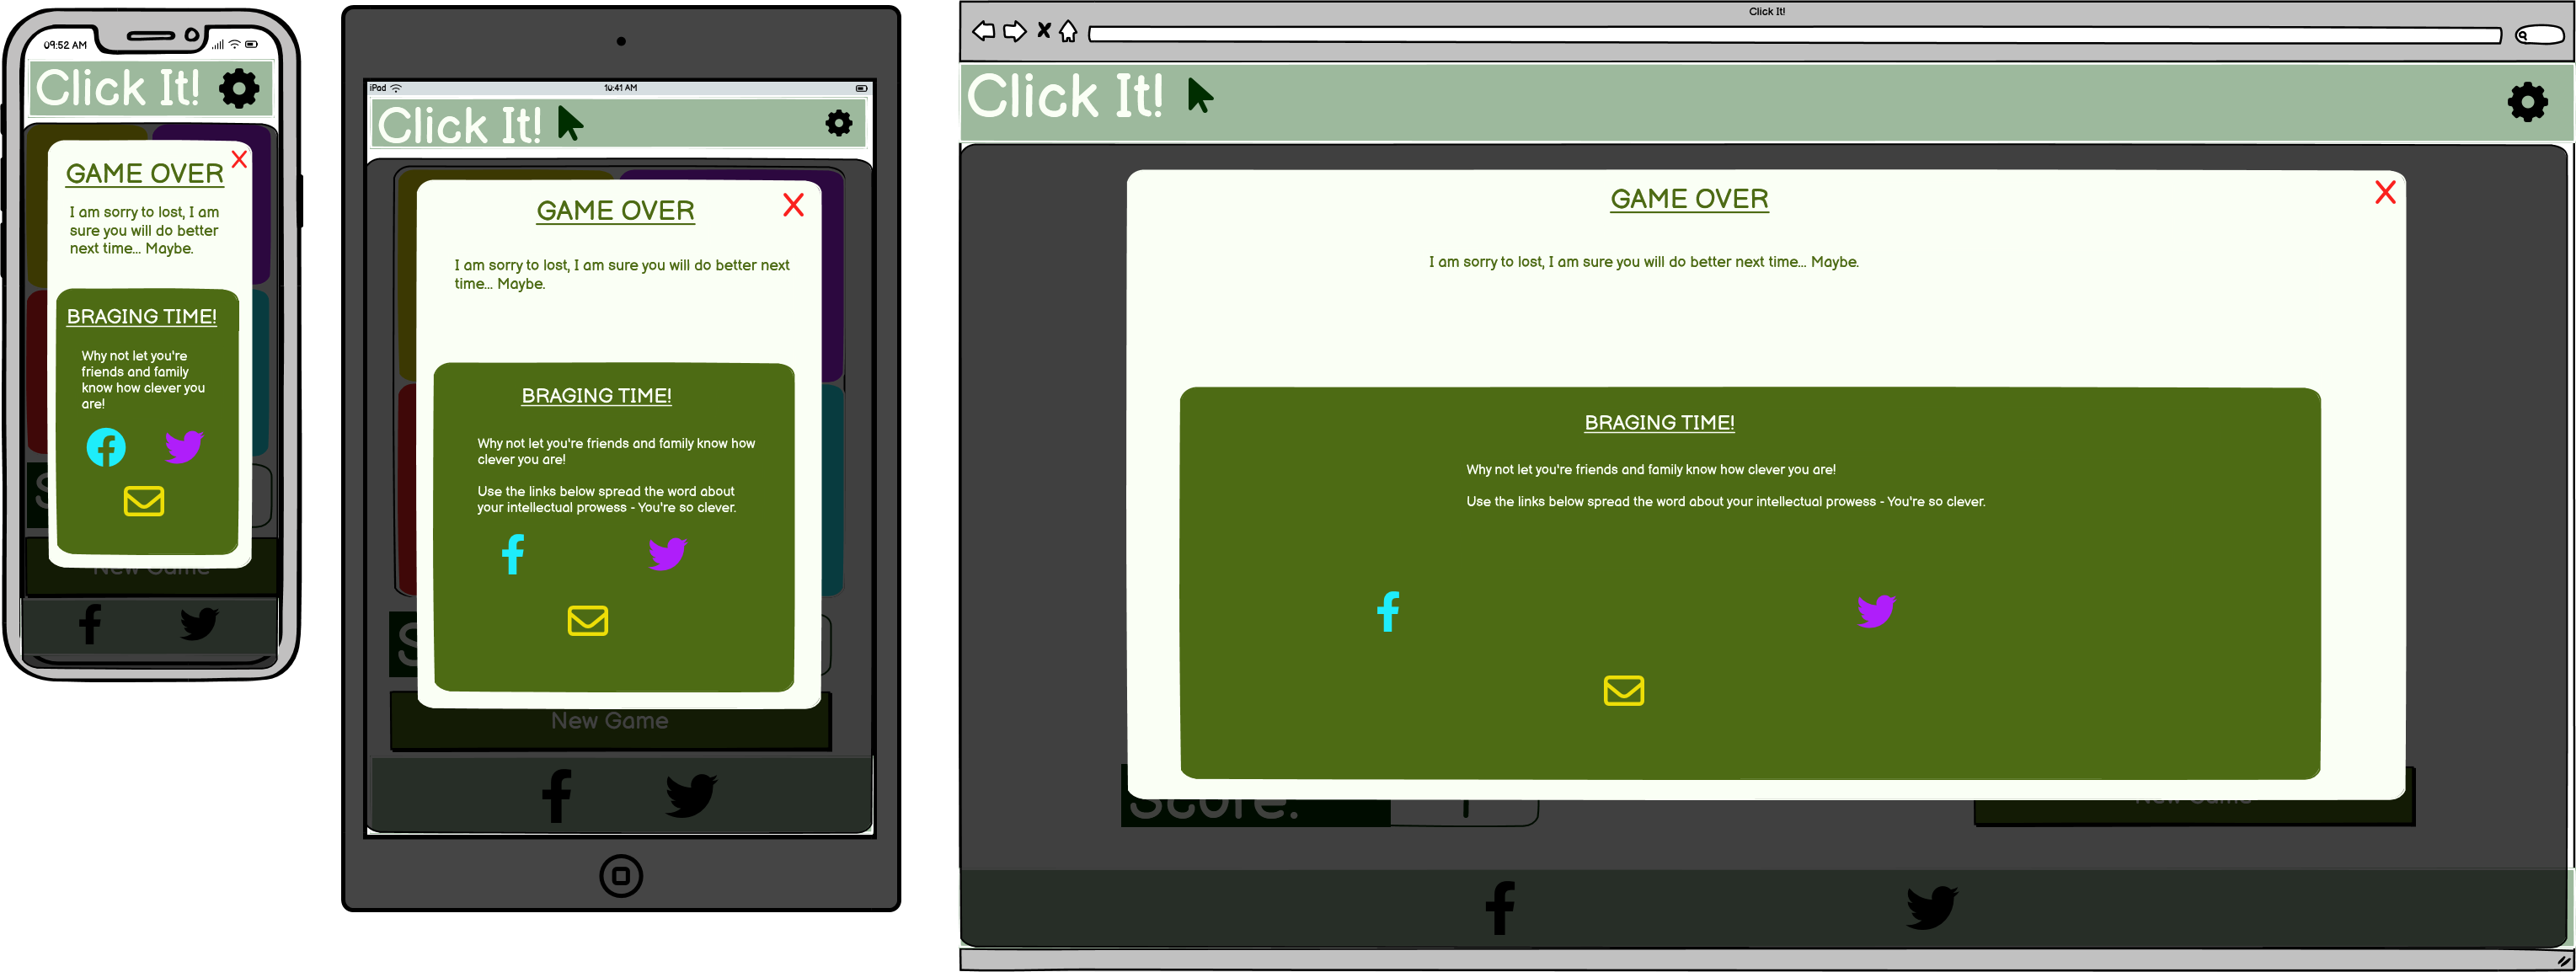 09:52 AM
Click It!
GAME OVER
X
I am sorry to lost, I am
sure you will do better
next time... Maybe.
BRAGING TIME!
Why not let you're
friends and family
know how clever you
are!
New Game
iPad
10:41 AM
Click It!
GAME OVER
X
I am sorry to lost, I am sure you will do better next
time... Maybe.
BRAGING TIME!
Why not let you're friends and family know how
clever you are!
Use the links below spread the word about
your intellectual prowess - You're so clever.
New Game
Click It!
Click It!
GAME OVER
X
I am sorry to lost, I am sure you will do better next time... Maybe.
BRAGING TIME!
Why not let you're friends and family know how clever you are!
Use the links below spread the word about your intellectual prowess - You're so clever.
Score:
New Game